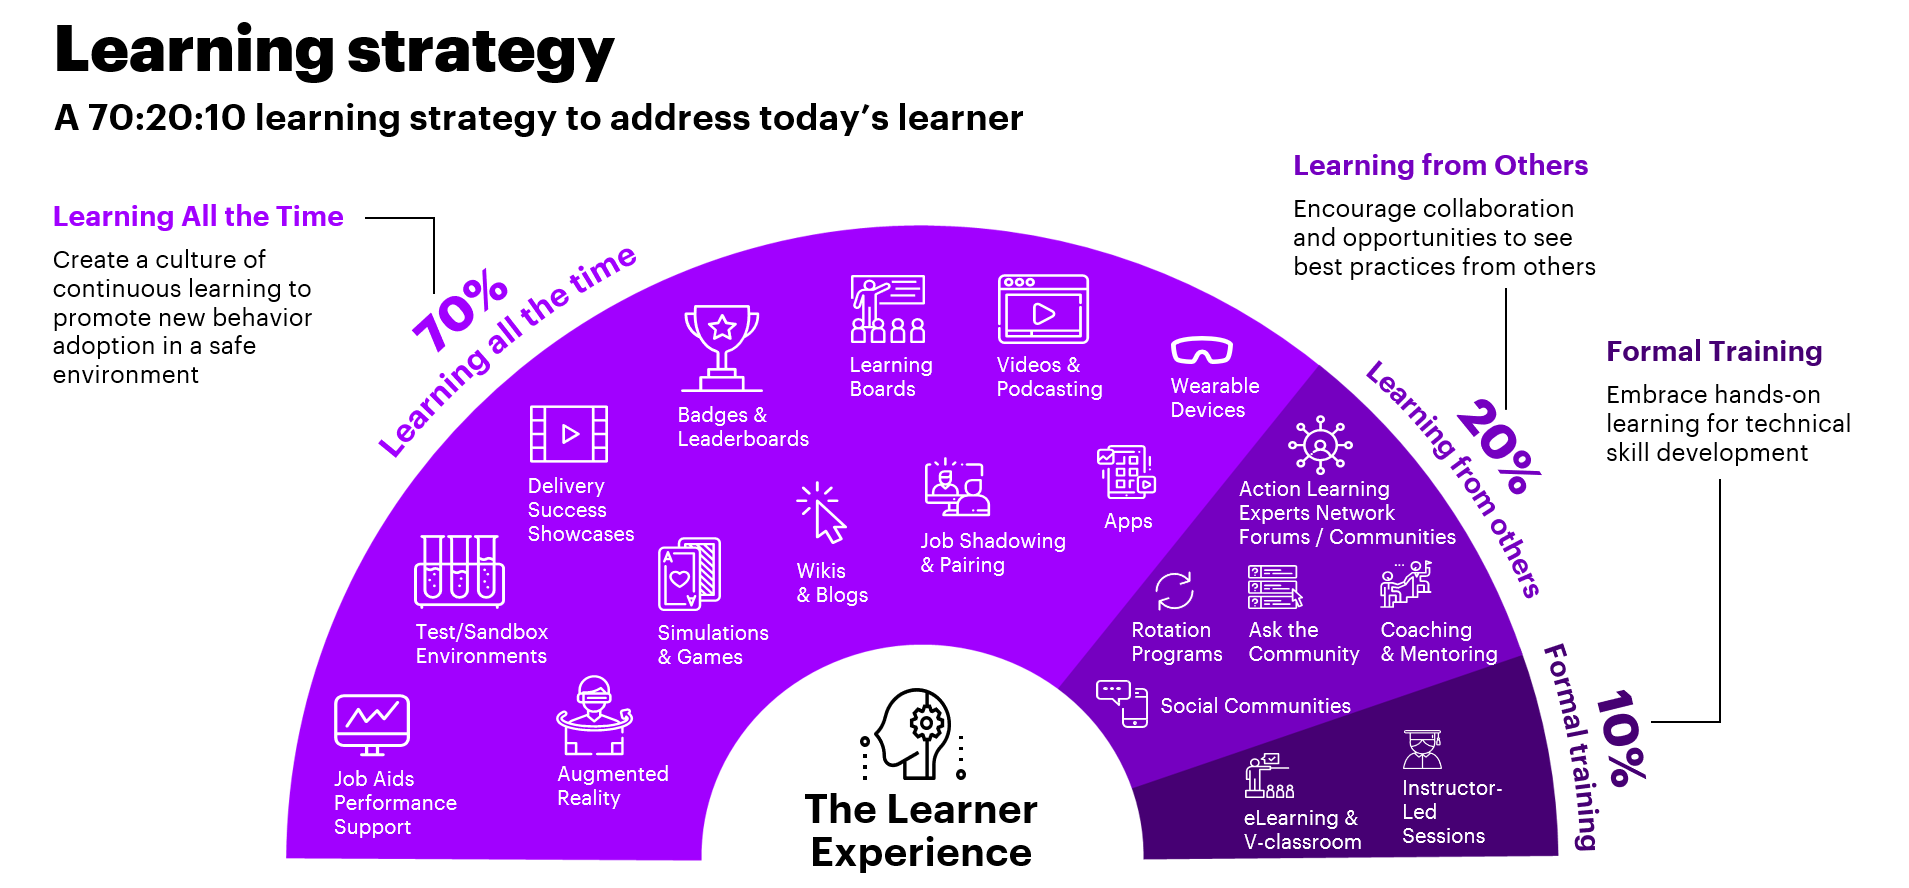 Learning strategy
A 70:20:10 learning strategy to address today's learner
Learning All the Time
Create a culture of
continuous learning to
promote new behavior
adoption in a safe
environment
70%
Learning all the time
Learning from Others
Encourage collaboration
and opportunities to see
best practices from others
20%
Learning from others
Formal Training
Embrace hands-on
learning for technical
skill development
10%
Formal training
Learning
Boards
Videos &
Podcasting
Wearable
Devices
Badges &
Leaderboards
Delivery
Success
Showcases
Apps
Job Shadowing
& Pairing
Wikis
& Blogs
A
A
Test/Sandbox
Environments
Simulations
& Games
Job Aids
Performance
Support
Augmented
Reality
Action Learning
Experts Network
Forums / Communities
Rotation
Programs
Ask the
Community
Coaching
& Mentoring
Social Communities
eLearning &
V-classroom
Instructor-
Led
Sessions
The Learner
Experience